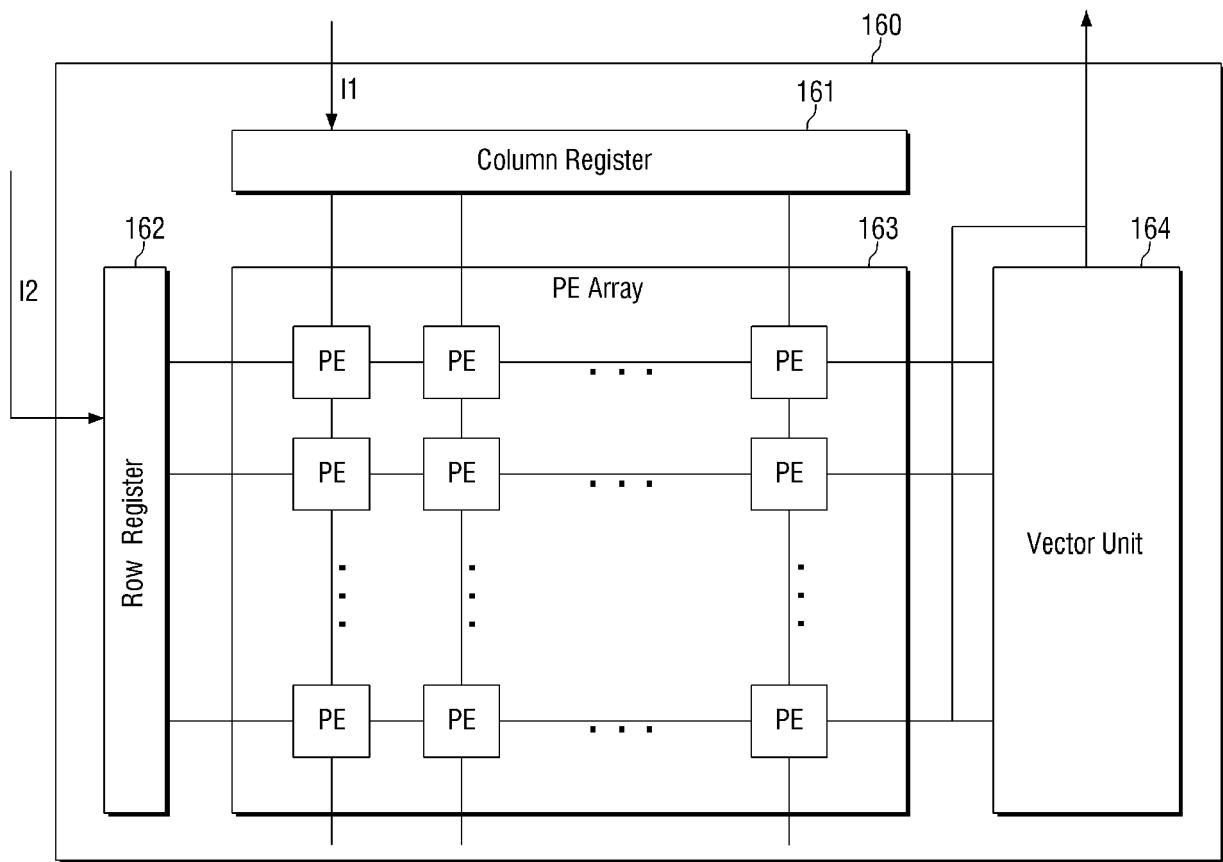 160
I1
161
Column Register
162
163
164
I2
PE Array
PE PE . . . PE
PE PE . . . PE
Row Register
Vector Unit
PE PE . . . PE